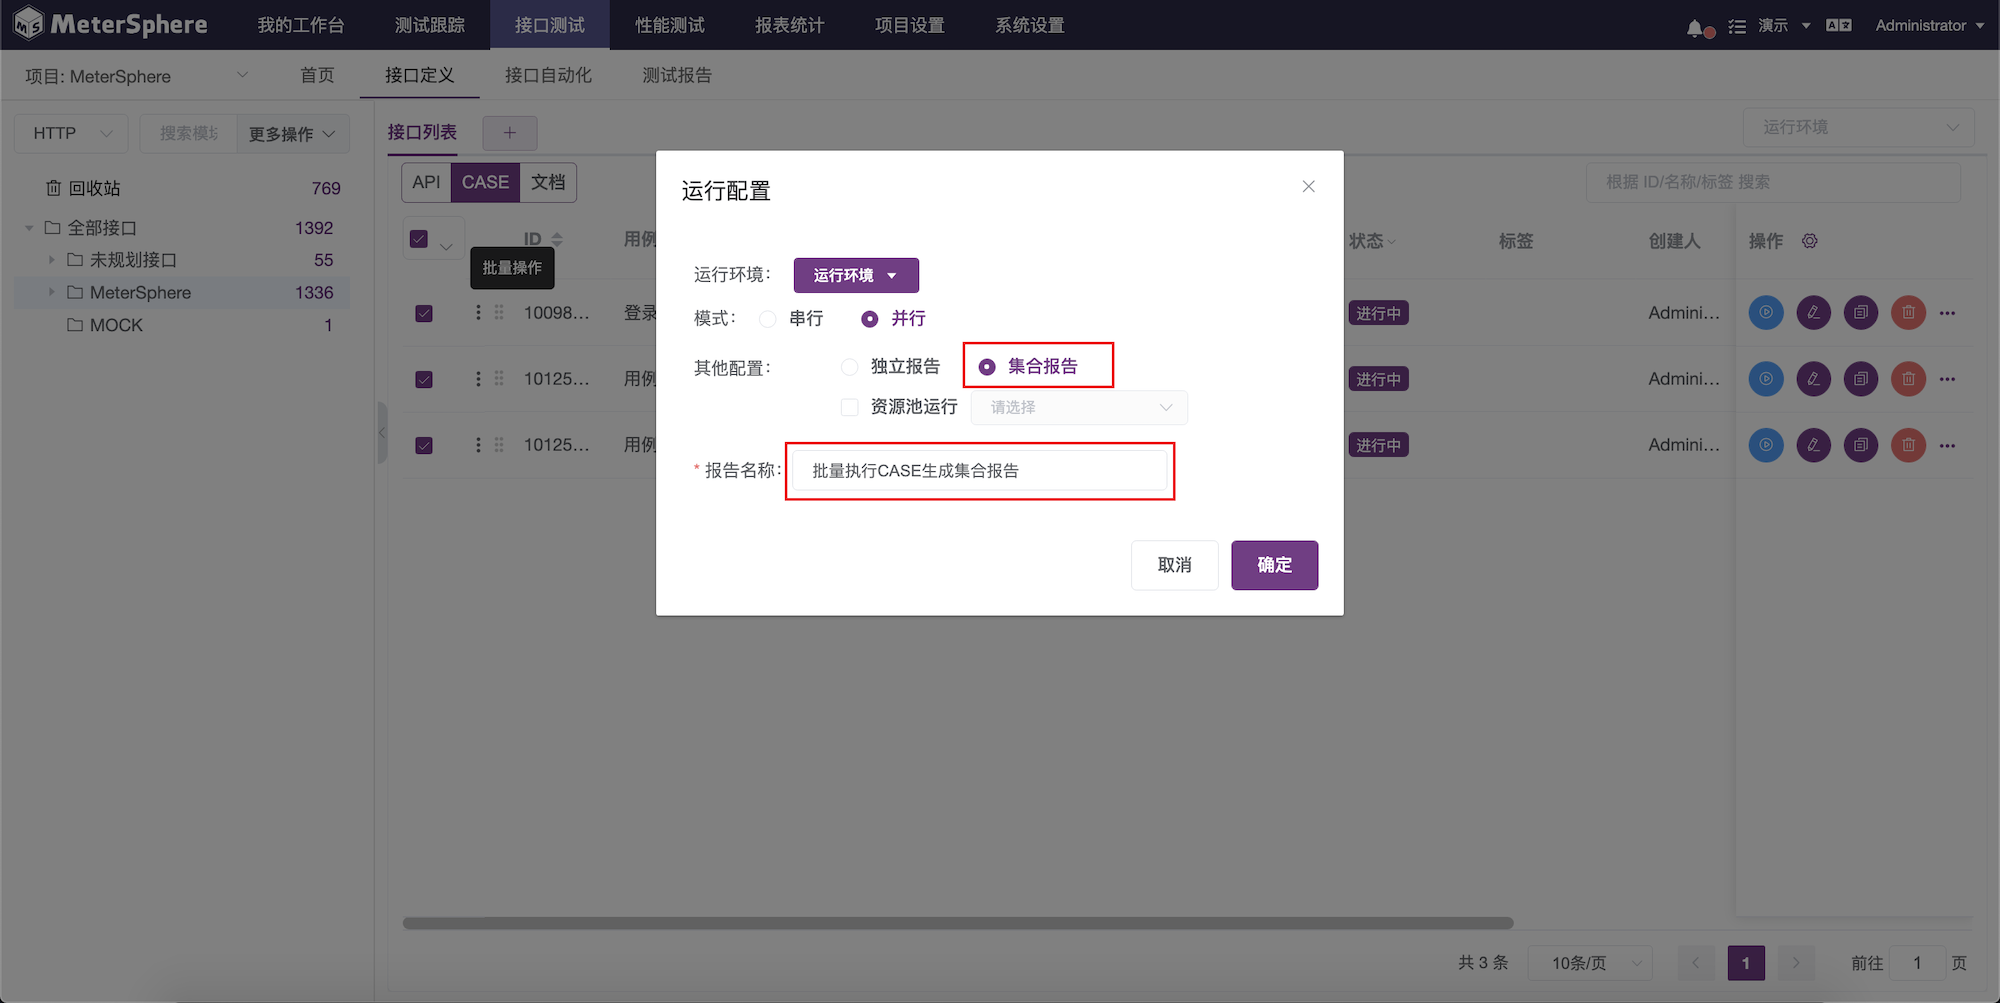 MeterSphere 我的工作台 测试跟踪 接口测试 性能测试 报表统计 项目设置 系统设置 演示 Administrator
项目: MeterSphere 首页 接口定义 接口自动化 测试报告
HTTP 搜索模块 更多操作 接口列表 + 运行环境
回收站 769
全部接口 1392
未规划接口 55
MeterSphere 1336
MOCK 1
API CASE 文档 根据 ID/名称/标签 搜索
ID 用例 状态 标签 创建人 操作
批量操作
10098... 登录 进行中 Admini...
10125... 用例 进行中 Admini...
10125... 用例 进行中 Admini...
运行配置
运行环境: 运行环境
模式: 串行 并行
其他配置: 独立报告 集合报告
资源池运行 请选择
* 报告名称: 批量执行CASE生成集合报告
取消 确定
共 3 条 10条/页 1 前往 1 页